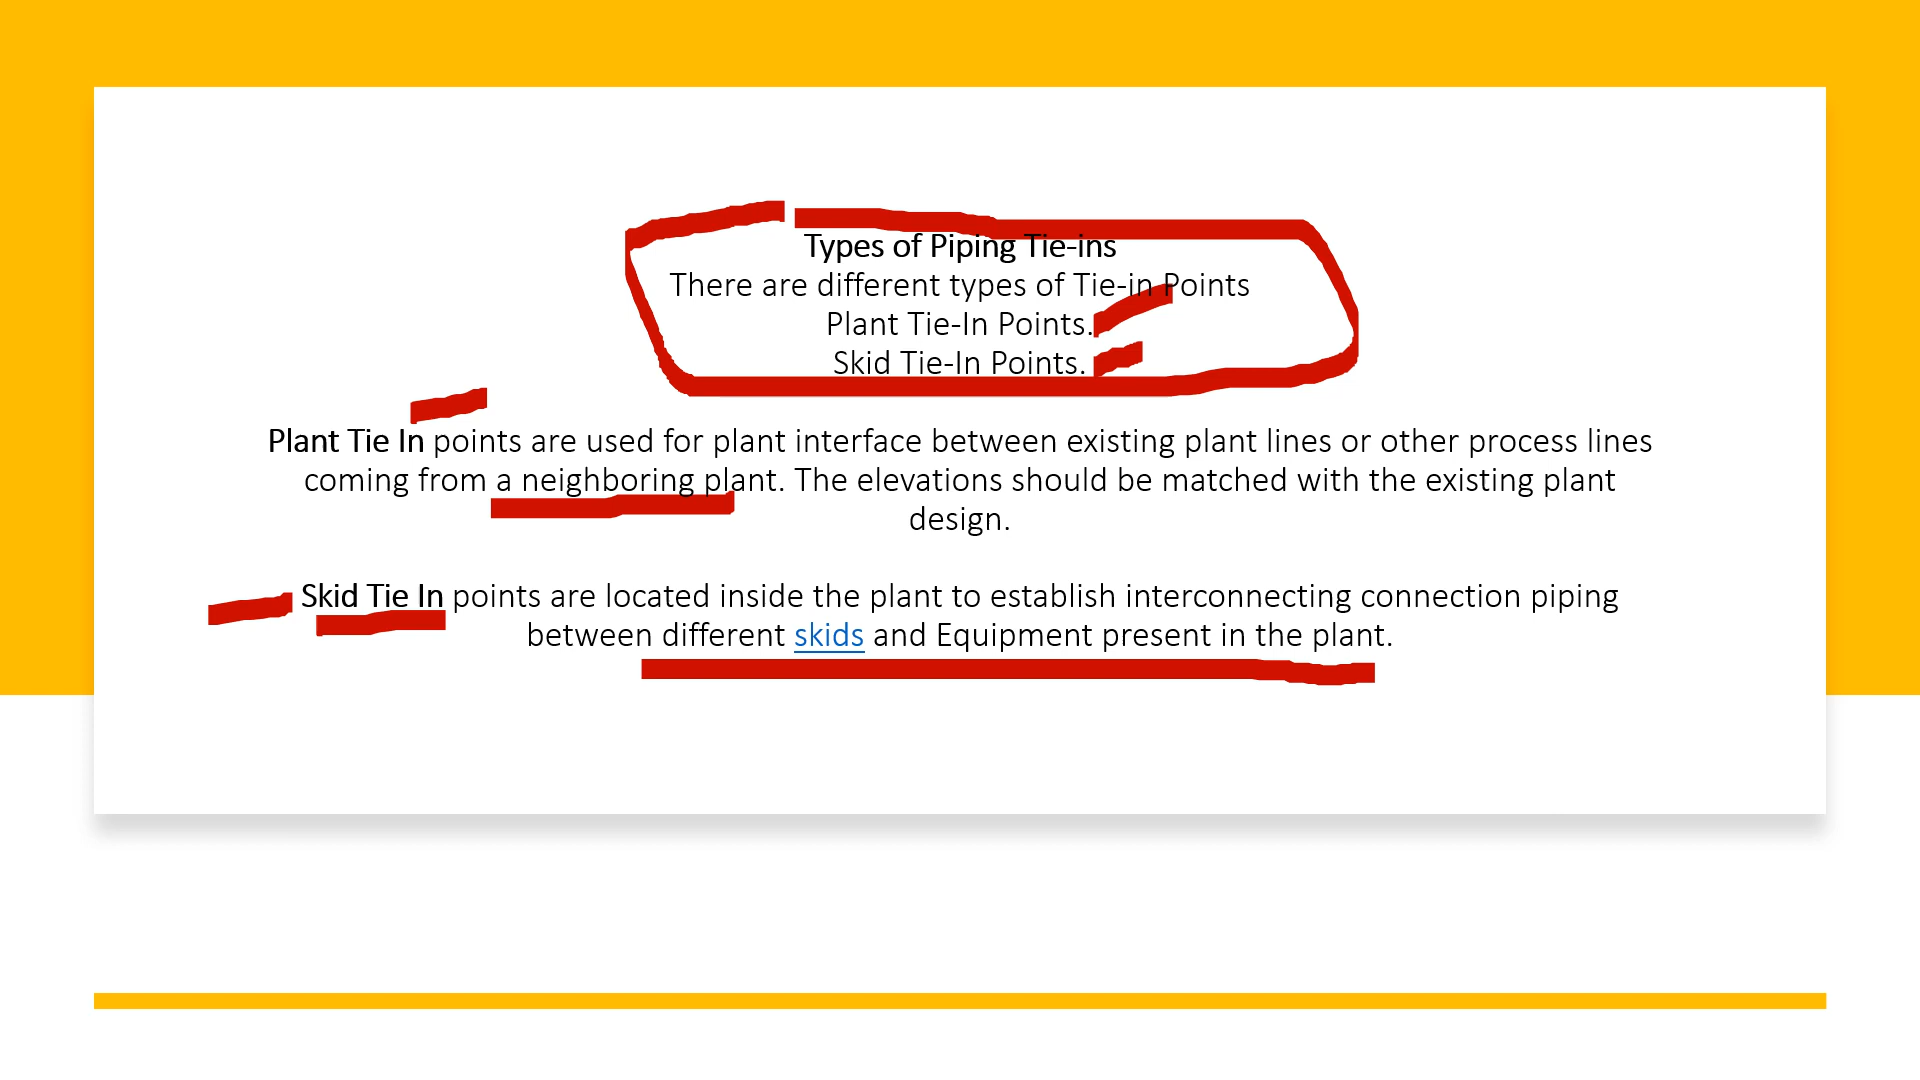 Types of Piping Tie-ins
There are different types of Tie-in Points
Plant Tie-In Points.
Skid Tie-In Points.
Plant Tie In points are used for plant interface between existing plant lines or other process lines
coming from a neighboring plant. The elevations should be matched with the existing plant
design.
Skid Tie In points are located inside the plant to establish interconnecting connection piping
between different skids and Equipment present in the plant.